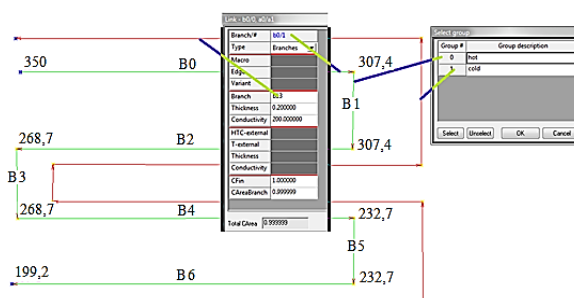 Link - b0/0, a0/a1
Branch/# b0/1
Type Branches
Macro
Edge
Variant
Branch b13
Thickness 0.200000
Conductivity 200.000000
HTC-external
T-external
Thickness
Conductivity
CFin 1.000000
CAreaBranch 0.999999
Total CArea 0.999999
Select group
Group # Group description
0 hot
1 cold
Select Unselect OK Cancel
350 B0 307,4
B1
268,7 B2 307,4
B3
268,7 B4 232,7
B5
199,2 B6 232,7